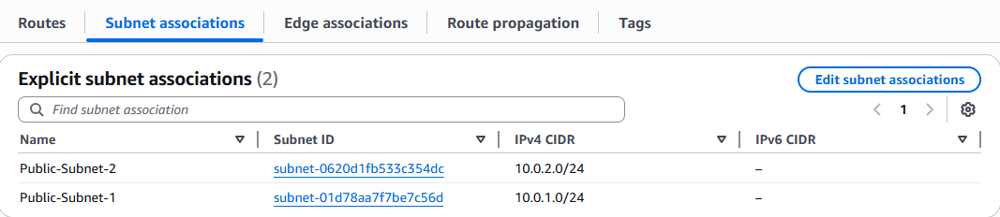 Routes Subnet associations Edge associations Route propagation Tags
Explicit subnet associations (2) Edit subnet associations
Find subnet association 1
Name Subnet ID IPv4 CIDR IPv6 CIDR
Public-Subnet-2 subnet-0620d1fb533c354dc 10.0.2.0/24 –
Public-Subnet-1 subnet-01d78aa7f7be7c56d 10.0.1.0/24 –